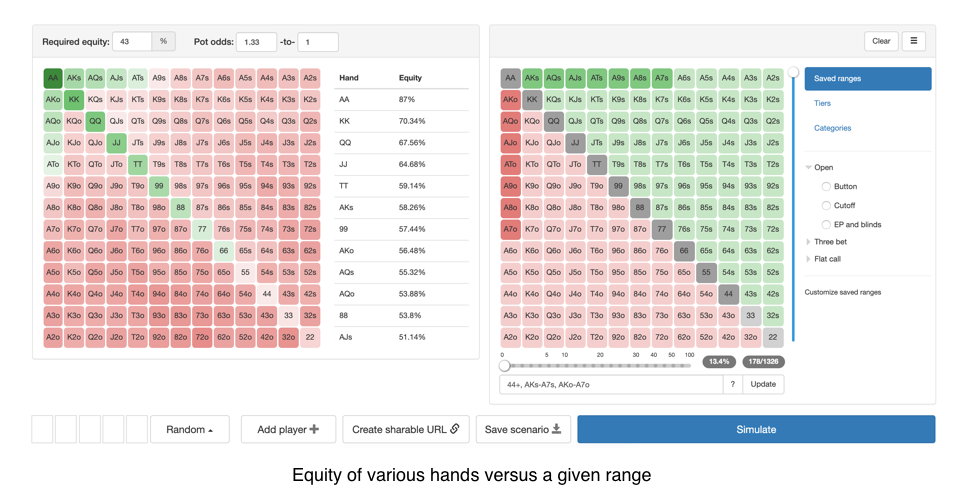 Required equity: 43 % Pot odds: 1.33 -to- 1
Clear
AA AKs AQs AJs ATs A9s A8s A7s A6s A5s A4s A3s A2s
AKo KK KQs KJs KTs K9s K8s K7s K6s K5s K4s K3s K2s
AQo KQo QQ QJs QTs Q9s Q8s Q7s Q6s Q5s Q4s Q3s Q2s
AJo KJo QJo JJ JTs J9s J8s J7s J6s J5s J4s J3s J2s
ATo KTo QTo JTo TT T9s T8s T7s T6s T5s T4s T3s T2s
A9o K9o Q9o J9o T9o 99 98s 97s 96s 95s 94s 93s 92s
A8o K8o Q8o J8o T8o 98o 88 87s 86s 85s 84s 83s 82s
A7o K7o Q7o J7o T7o 97o 87o 77 76s 75s 74s 73s 72s
A6o K6o Q6o J6o T6o 96o 86o 76o 66 65s 64s 63s 62s
A5o K5o Q5o J5o T5o 95o 85o 75o 65o 55 54s 53s 52s
A4o K4o Q4o J4o T4o 94o 84o 74o 64o 54o 44 43s 42s
A3o K3o Q3o J3o T3o 93o 83o 73o 63o 53o 43o 33 32s
A2o K2o Q2o J2o T2o 92o 82o 72o 62o 52o 42o 32o 22
Hand Equity
AA 87%
KK 70.34%
QQ 67.56%
JJ 64.68%
TT 59.14%
AKs 58.26%
99 57.44%
AKo 56.48%
AQs 55.32%
AQo 53.88%
88 53.8%
AJs 51.14%
AA AKs AQs AJs ATs A9s A8s A7s A6s A5s A4s A3s A2s
AKo KK KQs KJs KTs K9s K8s K7s K6s K5s K4s K3s K2s
AQo KQo QQ QJs QTs Q9s Q8s Q7s Q6s Q5s Q4s Q3s Q2s
AJo KJo QJo JJ JTs J9s J8s J7s J6s J5s J4s J3s J2s
ATo KTo QTo JTo TT T9s T8s T7s T6s T5s T4s T3s T2s
A9o K9o Q9o J9o T9o 99 98s 97s 96s 95s 94s 93s 92s
A8o K8o Q8o J8o T8o 98o 88 87s 86s 85s 84s 83s 82s
A7o K7o Q7o J7o T7o 97o 87o 77 76s 75s 74s 73s 72s
A6o K6o Q6o J6o T6o 96o 86o 76o 66 65s 64s 63s 62s
A5o K5o Q5o J5o T5o 95o 85o 75o 65o 55 54s 53s 52s
A4o K4o Q4o J4o T4o 94o 84o 74o 64o 54o 44 43s 42s
A3o K3o Q3o J3o T3o 93o 83o 73o 63o 53o 43o 33 32s
A2o K2o Q2o J2o T2o 92o 82o 72o 62o 52o 42o 32o 22
0 5 10 20 30 40 50 100
13.4% 178/1326
44+, AKs-A7s, AKo-A7o ? Update
Saved ranges
Tiers
Categories
Open
Button
Cutoff
EP and blinds
Three bet
Flat call
Customize saved ranges
Random Add player Create sharable URL Save scenario Simulate
Equity of various hands versus a given range